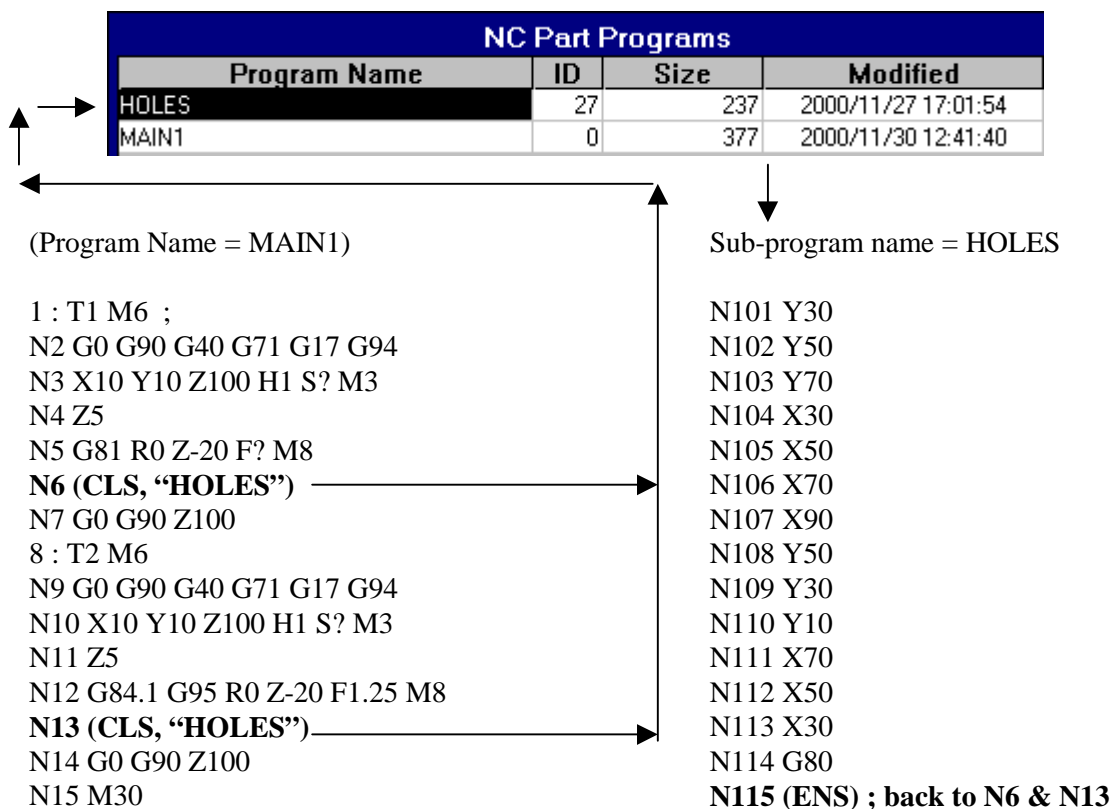 NC Part Programs
Program Name ID Size Modified
HOLES 27 237 2000/11/27 17:01:54
MAIN1 0 377 2000/11/30 12:41:40
(Program Name = MAIN1)
1 : T1 M6 ;
N2 G0 G90 G40 G71 G17 G94
N3 X10 Y10 Z100 H1 S? M3
N4 Z5
N5 G81 R0 Z-20 F? M8
N6 (CLS, “HOLES”)
N7 G0 G90 Z100
8 : T2 M6
N9 G0 G90 G40 G71 G17 G94
N10 X10 Y10 Z100 H1 S? M3
N11 Z5
N12 G84.1 G95 R0 Z-20 F1.25 M8
N13 (CLS, “HOLES”)
N14 G0 G90 Z100
N15 M30
Sub-program name = HOLES
N101 Y30
N102 Y50
N103 Y70
N104 X30
N105 X50
N106 X70
N107 X90
N108 Y50
N109 Y30
N110 Y10
N111 X70
N112 X50
N113 X30
N114 G80
N115 (ENS) ; back to N6 & N13